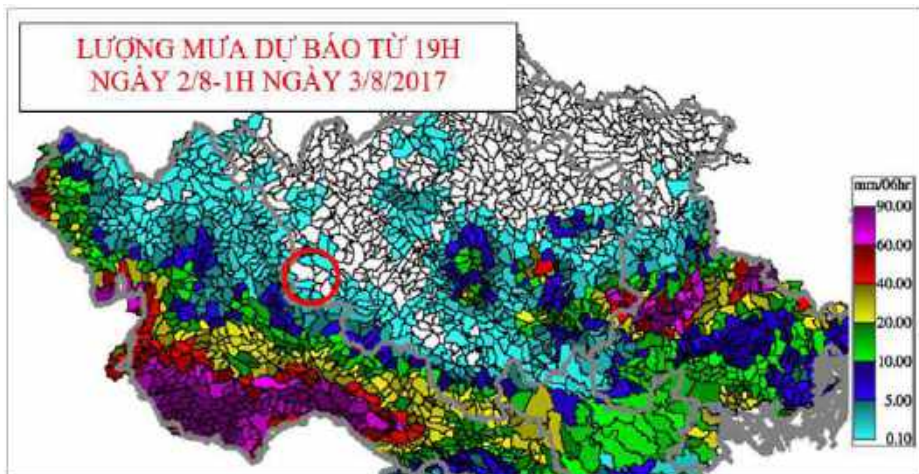 LƯỢNG MƯA DỰ BÁO TỪ 19H
NGÀY 2/8-1H NGÀY 3/8/2017
mm/06hr
90.00
60.00
40.00
20.00
10.00
5.00
0.10